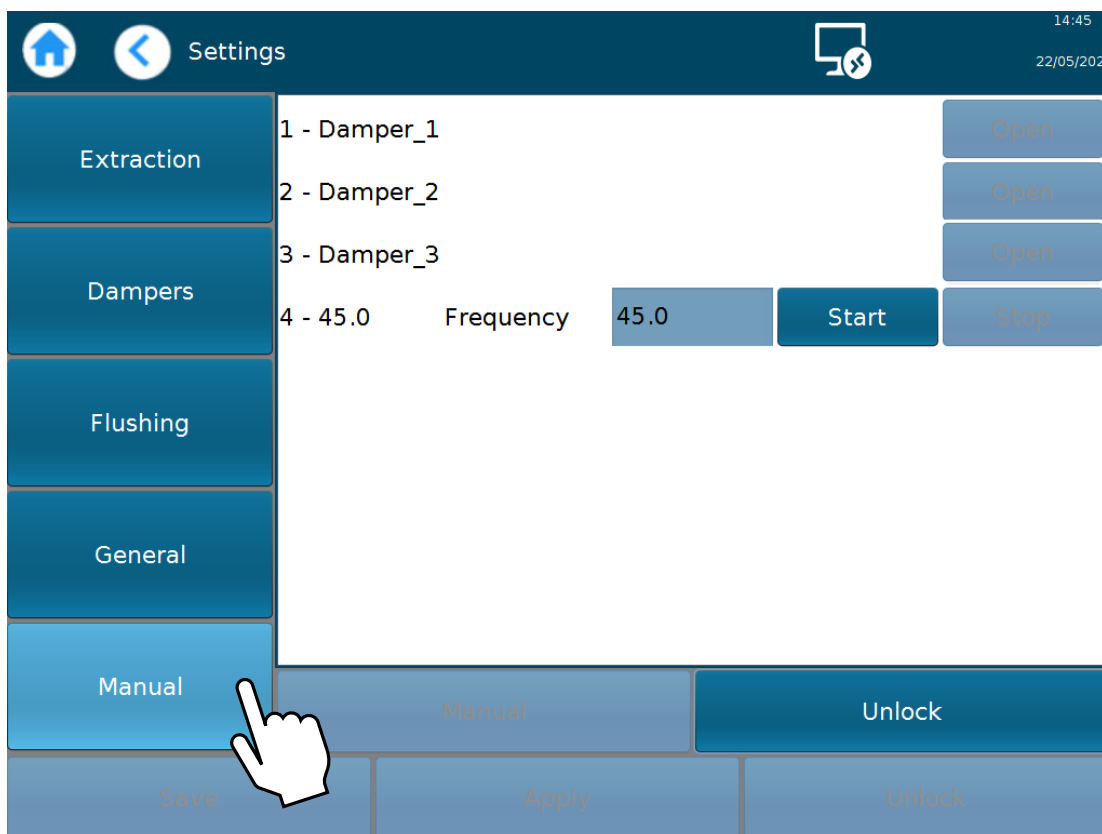 14:45
Settings
22/05/202
Extraction
1 - Damper_1 Open
2 - Damper_2 Open
Dampers
3 - Damper_3 Open
4 - 45.0 Frequency 45.0 Start Stop
Flushing
General
Manual
Manual Unlock
Save Apply Unlock